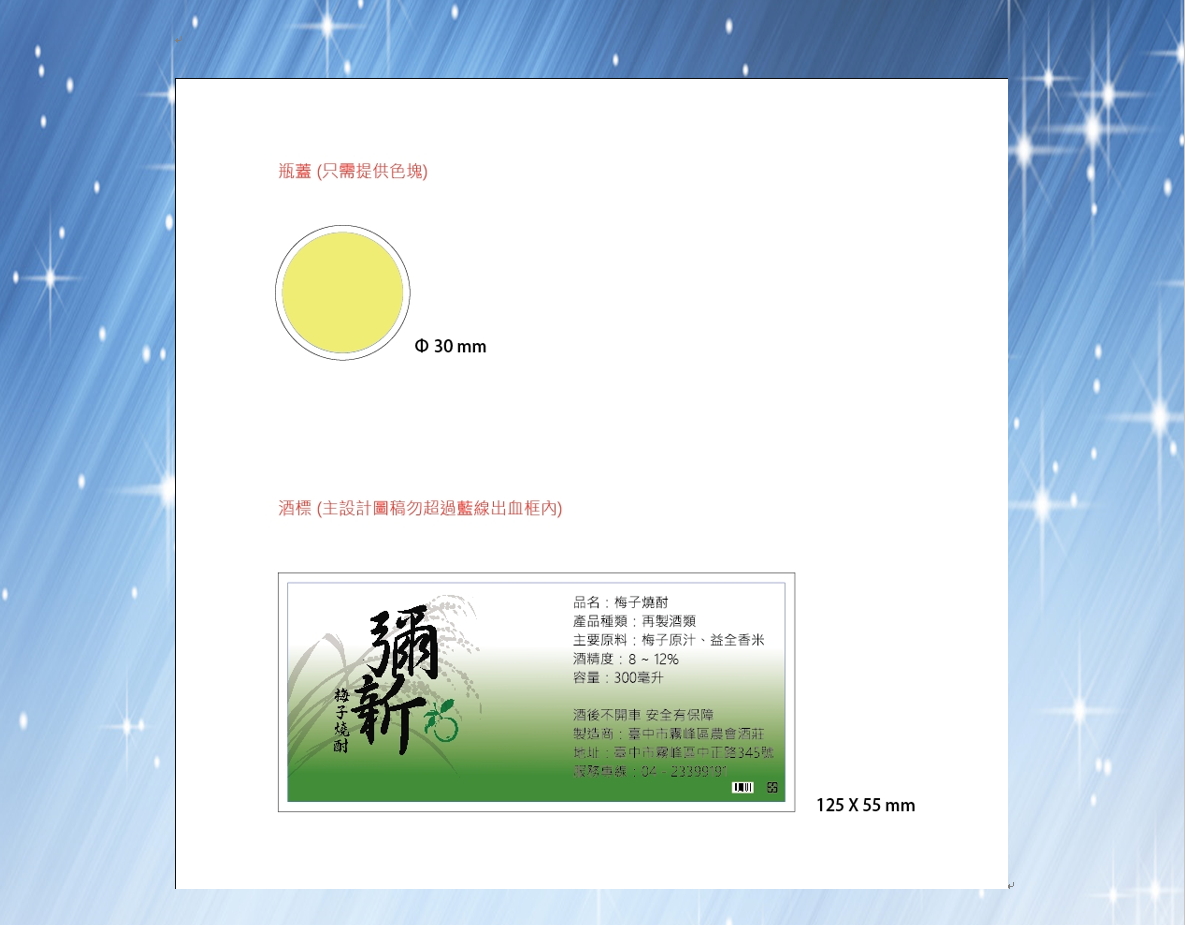 瓶蓋 (只需提供色塊)
Φ 30 mm
酒標 (主設計圖稿勿超過藍線出血框內)
彌新
梅子燒酎
品名：梅子燒酎
產品種類：再製酒類
主要原料：梅子原汁、益全香米
酒精度：8 ~ 12%
容量：300毫升
酒後不開車 安全有保障
製造商：臺中市霧峰區農會酒莊
地址：臺中市霧峰區中正路345號
服務專線：04 - 23399191
125 X 55 mm